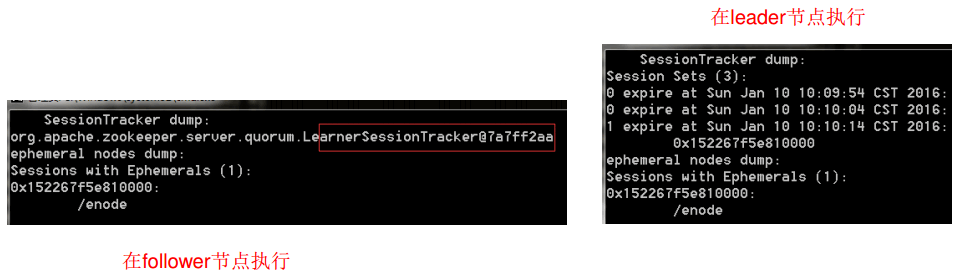 在leader节点执行
SessionTracker dump:
org.apache.zookeeper.server.quorum.LearnerSessionTracker@7a7ff2aa
ephemeral nodes dump:
Sessions with Ephemerals (1):
0x152267f5e810000:
/enode
SessionTracker dump:
Session Sets (3):
0 expire at Sun Jan 10 10:09:54 CST 2016:
0 expire at Sun Jan 10 10:10:04 CST 2016:
1 expire at Sun Jan 10 10:10:14 CST 2016:
0x152267f5e810000
ephemeral nodes dump:
Sessions with Ephemerals (1):
0x152267f5e810000:
/enode
在follower节点执行